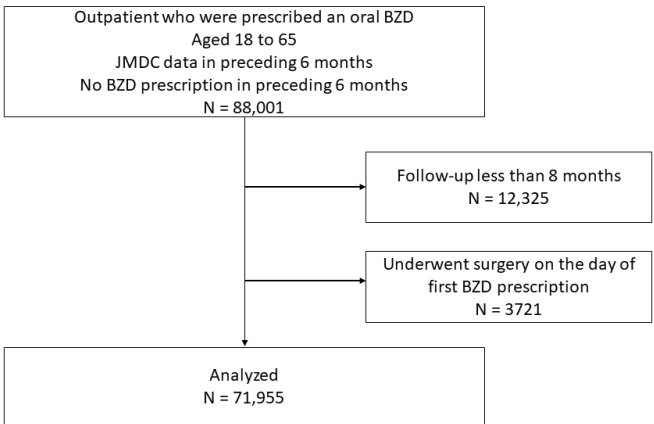 Outpatient who were prescribed an oral BZD
Aged 18 to 65
JMDC data in preceding 6 months
No BZD prescription in preceding 6 months
N = 88,001
Follow-up less than 8 months
N = 12,325
Underwent surgery on the day of
first BZD prescription
N = 3721
Analyzed
N = 71,955